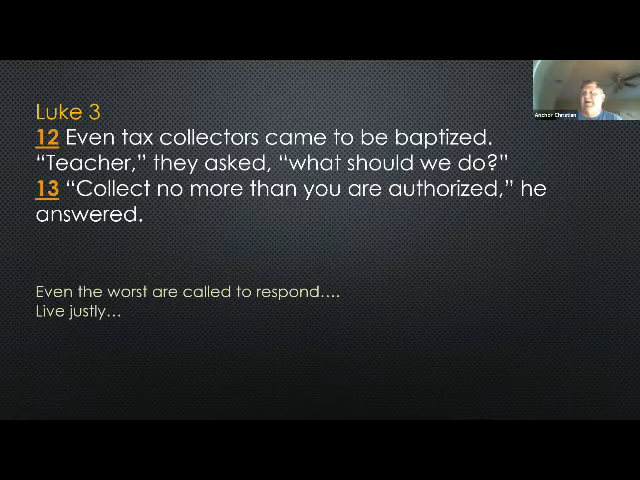 Luke 3
12 Even tax collectors came to be baptized.
“Teacher,” they asked, “what should we do?”
13 “Collect no more than you are authorized,” he
answered.
Even the worst are called to respond….
Live justly…
Anchor Christian